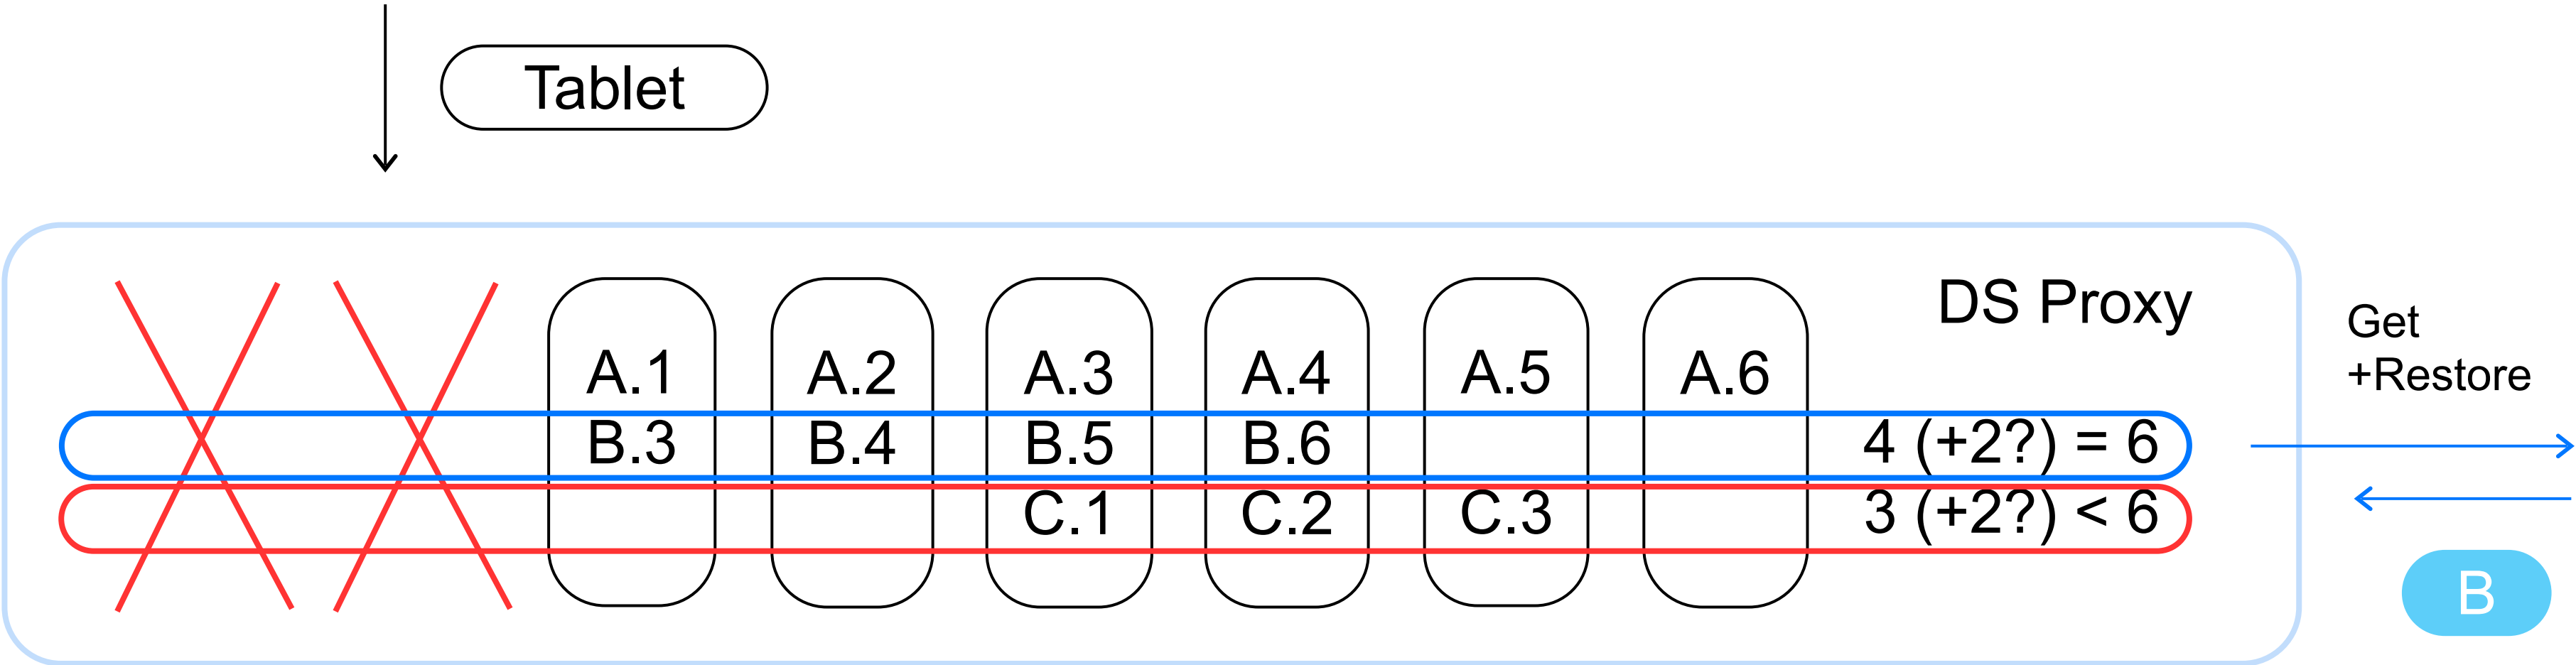 Tablet
DS Proxy
Get
+Restore
A.1 A.2 A.3 A.4 A.5 A.6
B.3 B.4 B.5 B.6 4 (+2?) = 6
C.1 C.2 C.3 3 (+2?) < 6
B